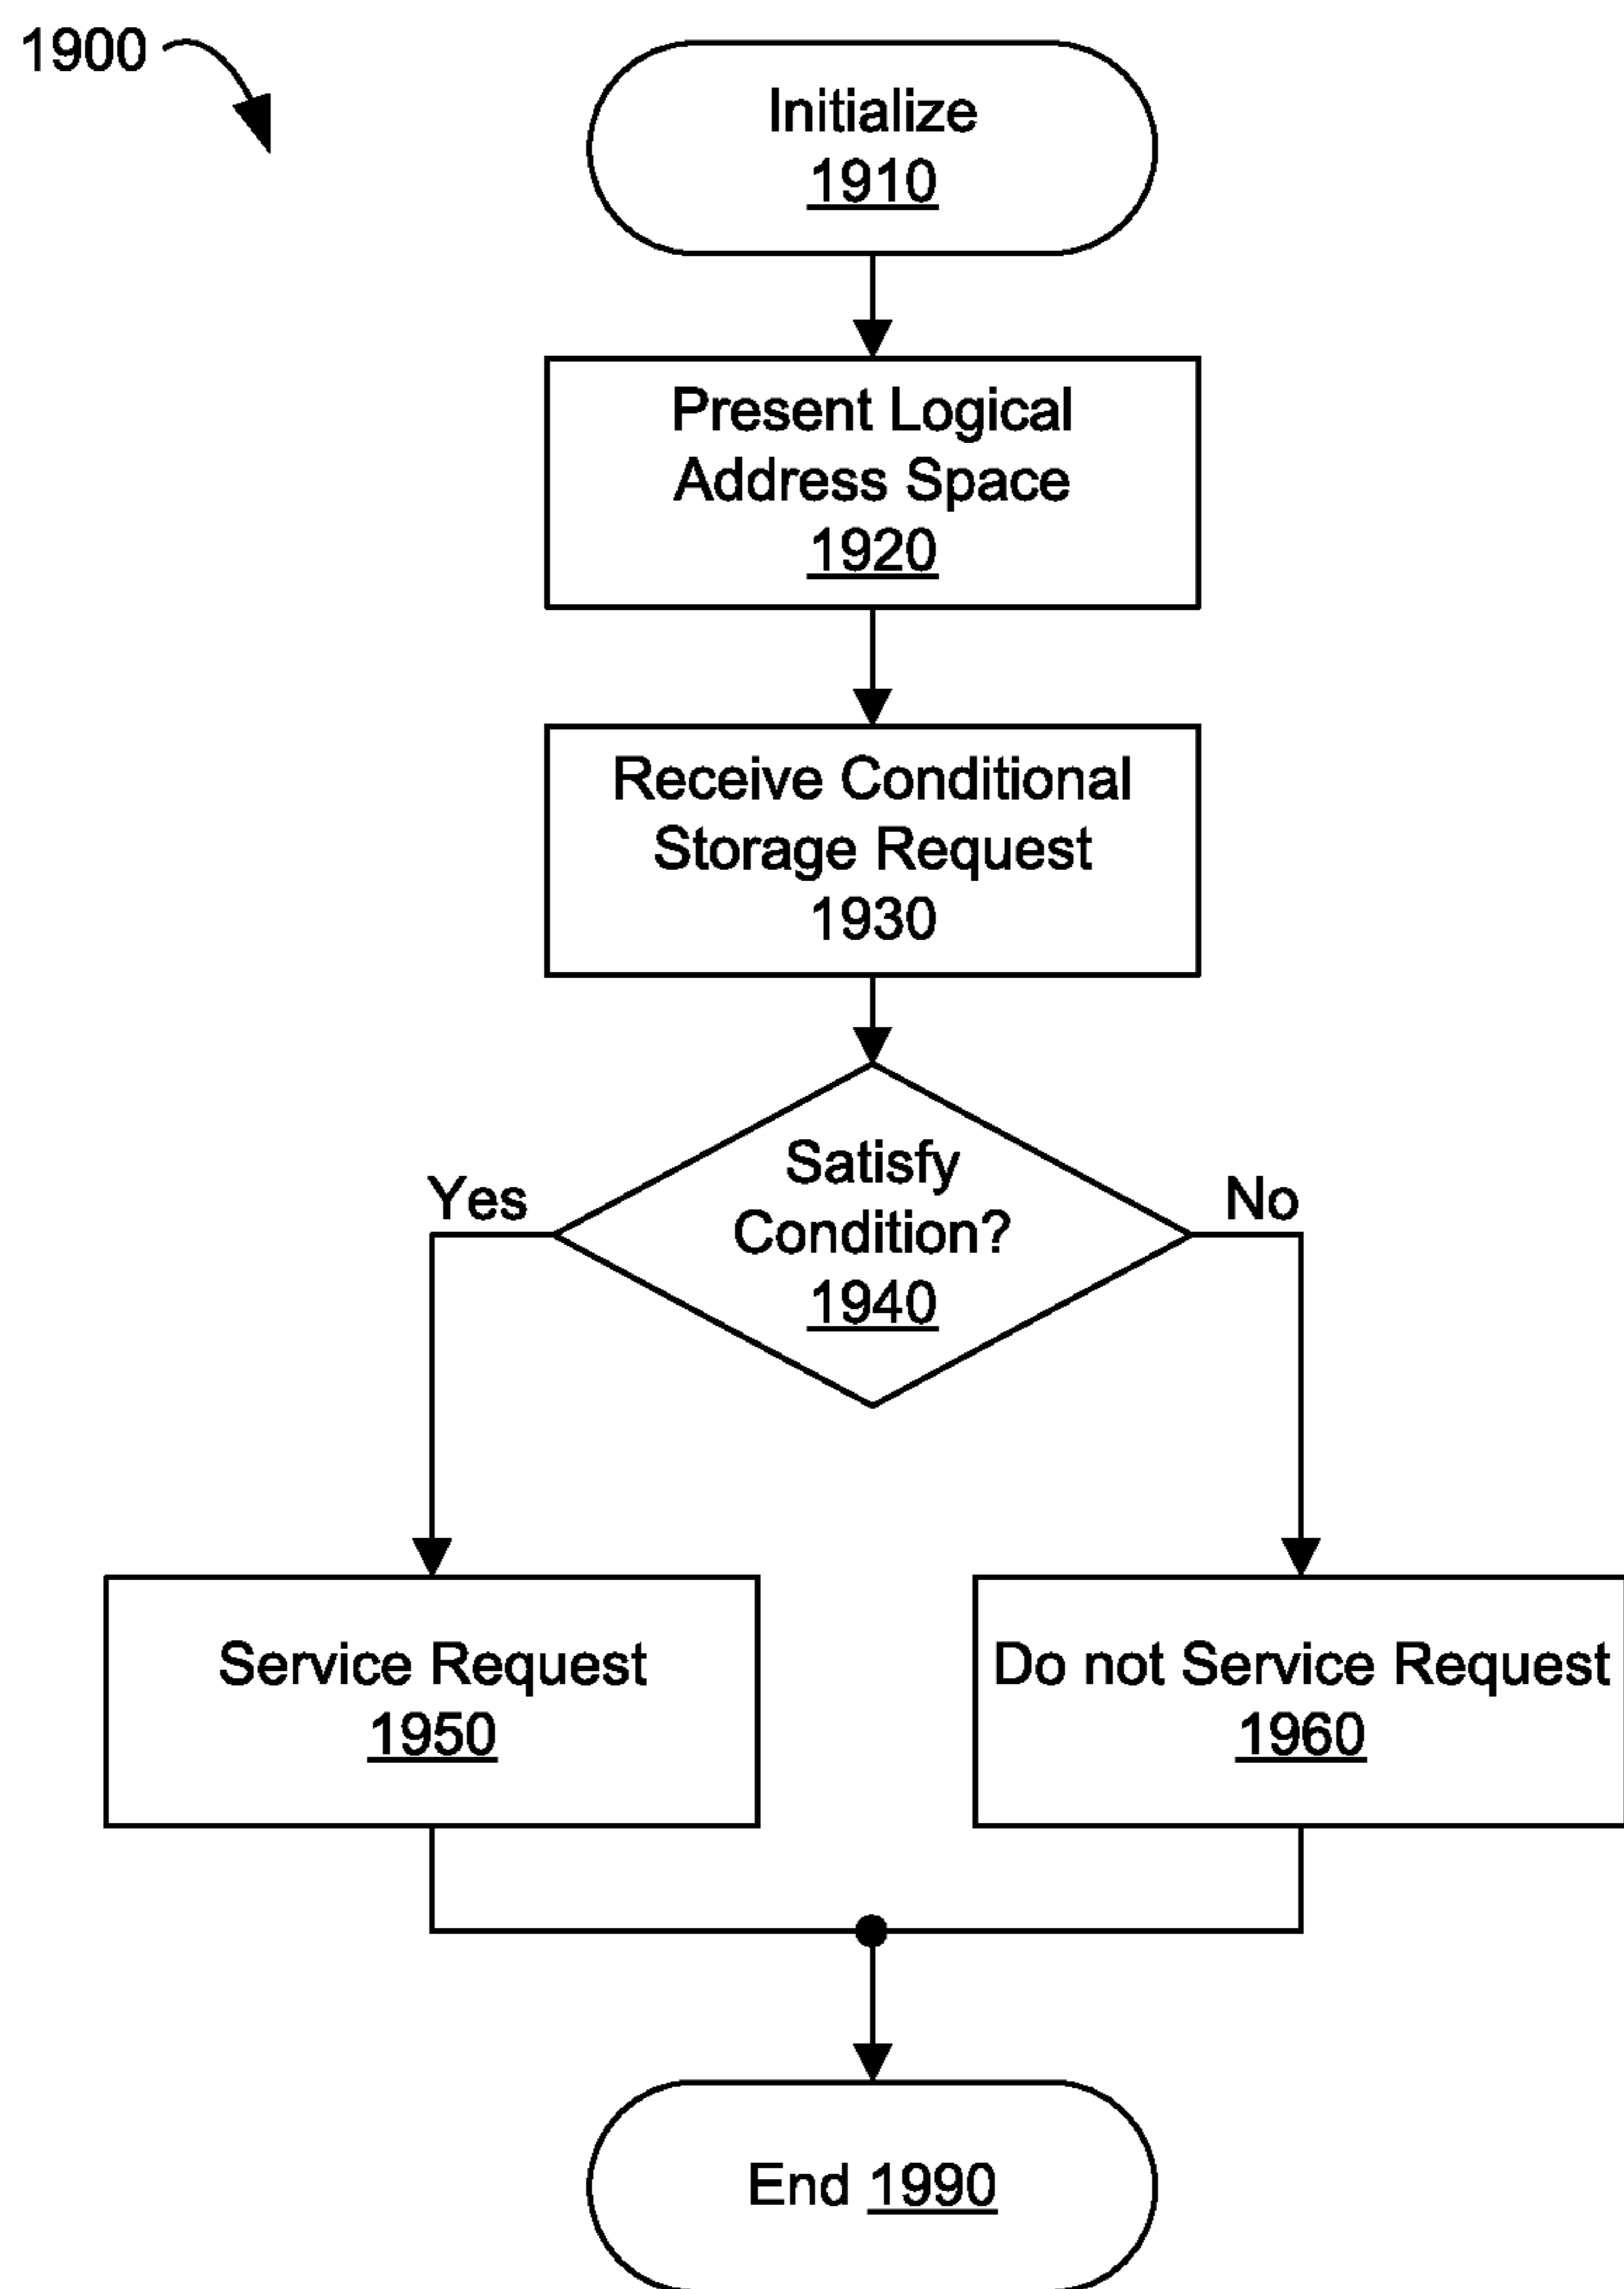 1900
Initialize
1910
Present Logical
Address Space
1920
Receive Conditional
Storage Request
1930
Satisfy
Condition?
1940
Yes
No
Service Request
1950
Do not Service Request
1960
End 1990